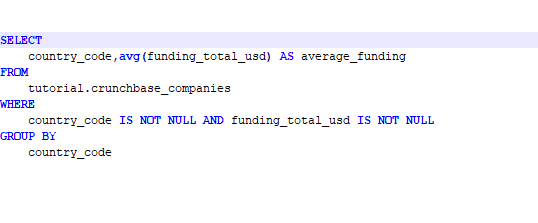 SELECT
country_code,avg(funding_total_usd) AS average_funding
FROM
tutorial.crunchbase_companies
WHERE
country_code IS NOT NULL AND funding_total_usd IS NOT NULL
GROUP BY
country_code